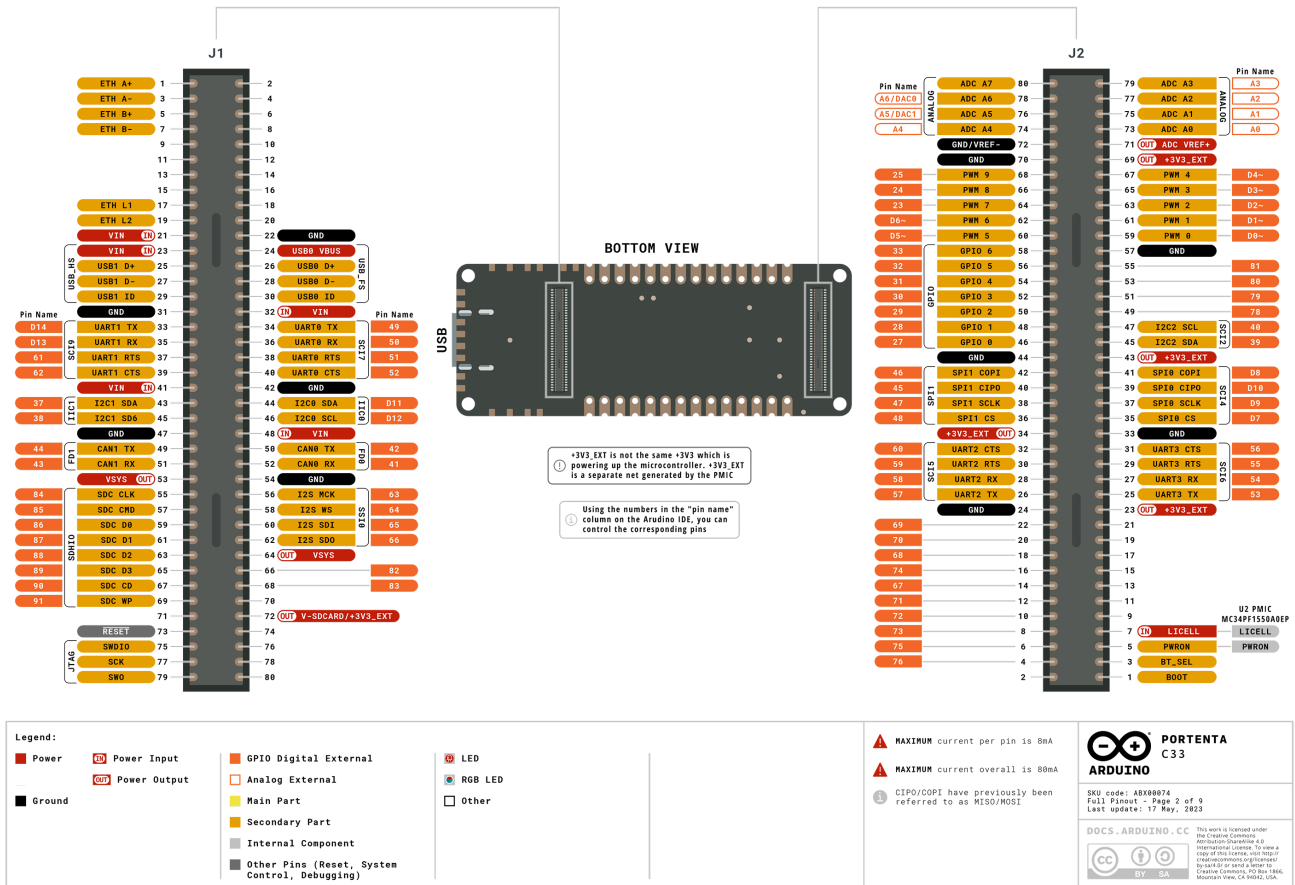 J1
ETH A+ 1 2
ETH A- 3 4
ETH B+ 5 6
ETH B- 7 8
9 10
11 12
13 14
15 16
ETH L1 17 18
ETH L2 19 20
VIN IN 21 22 GND
VIN IN 23 24 USB0 VBUS
USB1 D+ 25 26 USB0 D+
USB1 D- 27 28 USB0 D-
USB1 ID 29 30 USB0 ID
USB_HS
USB_FS
GND 31 32 IN VIN
Pin Name
Pin Name
D14 UART1 TX 33 34 UART0 TX 49
D13 UART1 RX 35 36 UART0 RX 50
61 UART1 RTS 37 38 UART0 RTS 51
62 UART1 CTS 39 40 UART0 CTS 52
SCI9
SCI7
VIN IN 41 42 GND
37 I2C1 SDA 43 44 I2C0 SDA D11
38 I2C1 SD6 45 46 I2C0 SCL D12
IIC1
IIC0
GND 47 48 IN VIN
44 CAN1 TX 49 50 CAN0 TX 42
43 CAN1 RX 51 52 CAN0 RX 41
FD1
FD0
VSYS OUT 53 54 GND
84 SDC CLK 55 56 I2S MCK 63
85 SDC CMD 57 58 I2S WS 64
86 SDC D0 59 60 I2S SDI 65
87 SDC D1 61 62 I2S SDO 66
88 SDC D2 63 64 OUT VSYS
89 SDC D3 65 66 82
90 SDC CD 67 68 83
91 SDC WP 69 70
SDHIO
SSI0
71 72 OUT V-SDCARD/+3V3_EXT
RESET 73 74
SWDIO 75 76
SCK 77 78
SWO 79 80
JTAG
BOTTOM VIEW
USB
+3V3_EXT is not the same +3V3 which is
powering up the microcontroller. +3V3_EXT
is a separate net generated by the PMIC
Using the numbers in the "pin name"
column on the Arudino IDE, you can
control the corresponding pins
J2
Pin Name
Pin Name
ADC A7 80 79 ADC A3 A3
A6/DAC0 ADC A6 78 77 ADC A2 A2
A5/DAC1 ADC A5 76 75 ADC A1 A1
A4 ADC A4 74 73 ADC A0 A0
ANALOG
ANALOG
GND/VREF- 72 71 OUT ADC VREF+
GND 70 69 OUT +3V3_EXT
25 PWM 9 68 67 PWM 4 D4~
24 PWM 8 66 65 PWM 3 D3~
23 PWM 7 64 63 PWM 2 D2~
D6~ PWM 6 62 61 PWM 1 D1~
D5~ PWM 5 60 59 PWM 0 D0~
33 GPIO 6 58 57 GND
32 GPIO 5 56 55 81
31 GPIO 4 54 53 80
30 GPIO 3 52 51 79
29 GPIO 2 50 49 78
28 GPIO 1 48 47 I2C2 SCL 40
27 GPIO 0 46 45 I2C2 SDA 39
GPIO
SCI2
GND 44 43 OUT +3V3_EXT
46 SPI1 COPI 42 41 SPI0 COPI D8
45 SPI1 CIPO 40 39 SPI0 CIPO D10
47 SPI1 SCLK 38 37 SPI0 SCLK D9
48 SPI1 CS 36 35 SPI0 CS D7
SPI1
SCI4
+3V3_EXT OUT 34 33 GND
60 UART2 CTS 32 31 UART3 CTS 56
59 UART2 RTS 30 29 UART3 RTS 55
58 UART2 RX 28 27 UART3 RX 54
57 UART2 TX 26 25 UART3 TX 53
SCI5
SCI6
GND 24 23 OUT +3V3_EXT
69 22 21
70 20 19
68 18 17
74 16 15
67 14 13
71 12 11
72 10 9
U2 PMIC
MC34PF1550A0EP
73 8 7 IN LICELL LICELL
75 6 5 PWRON PWRON
76 4 3 BT_SEL
2 1 BOOT
Legend:
Power
IN Power Input
OUT Power Output
Ground
GPIO Digital External
Analog External
Main Part
Secondary Part
Internal Component
Other Pins (Reset, System
Control, Debugging)
LED
RGB LED
Other
MAXIMUM current per pin is 8mA
MAXIMUM current overall is 80mA
CIPO/COPI have previously been
referred to as MISO/MOSI
ARDUINO
PORTENTA
C33
SKU code: ABX00074
Full Pinout - Page 2 of 9
Last update: 17 May, 2023
DOCS.ARDUINO.CC
CC BY SA
This work is licensed under
the Creative Commons
Attribution-ShareAlike 4.0
International License. To view a
copy of this license, visit http://
creativecommons.org/licenses/
by-sa/4.0/ or send a letter to
Creative Commons, PO Box 1866,
Mountain View, CA 94042, USA.